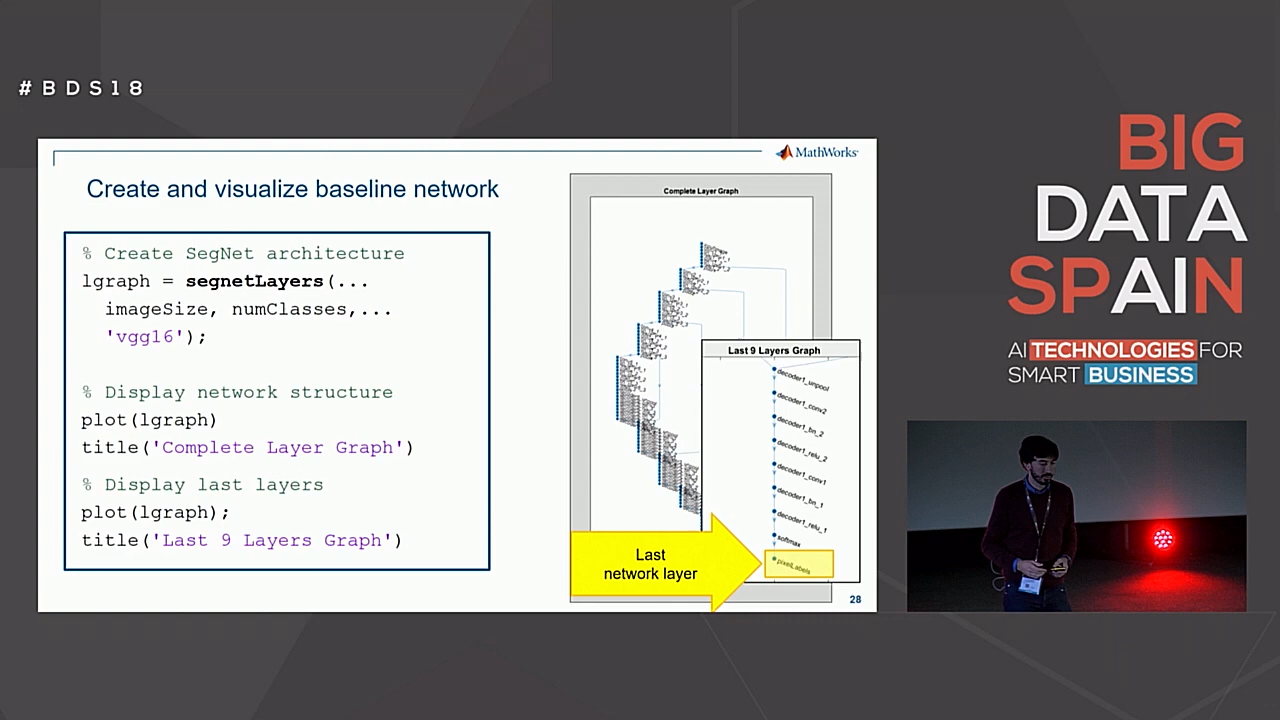 #BDS18
MathWorks
Create and visualize baseline network
% Create SegNet architecture
lgraph = segnetLayers(...
imageSize, numClasses,...
'vgg16');
% Display network structure
plot(lgraph)
title('Complete Layer Graph')
% Display last layers
plot(lgraph);
title('Last 9 Layers Graph')
Complete Layer Graph
Last 9 Layers Graph
decoder1_unpool
decoder1_conv2
decoder1_bn_2
decoder1_relu_2
decoder1_conv1
decoder1_bn_1
decoder1_relu_1
softmax
pixelLabels
Last
network layer
28
BIG
DATA
SPAIN
AI TECHNOLOGIES FOR
SMART BUSINESS